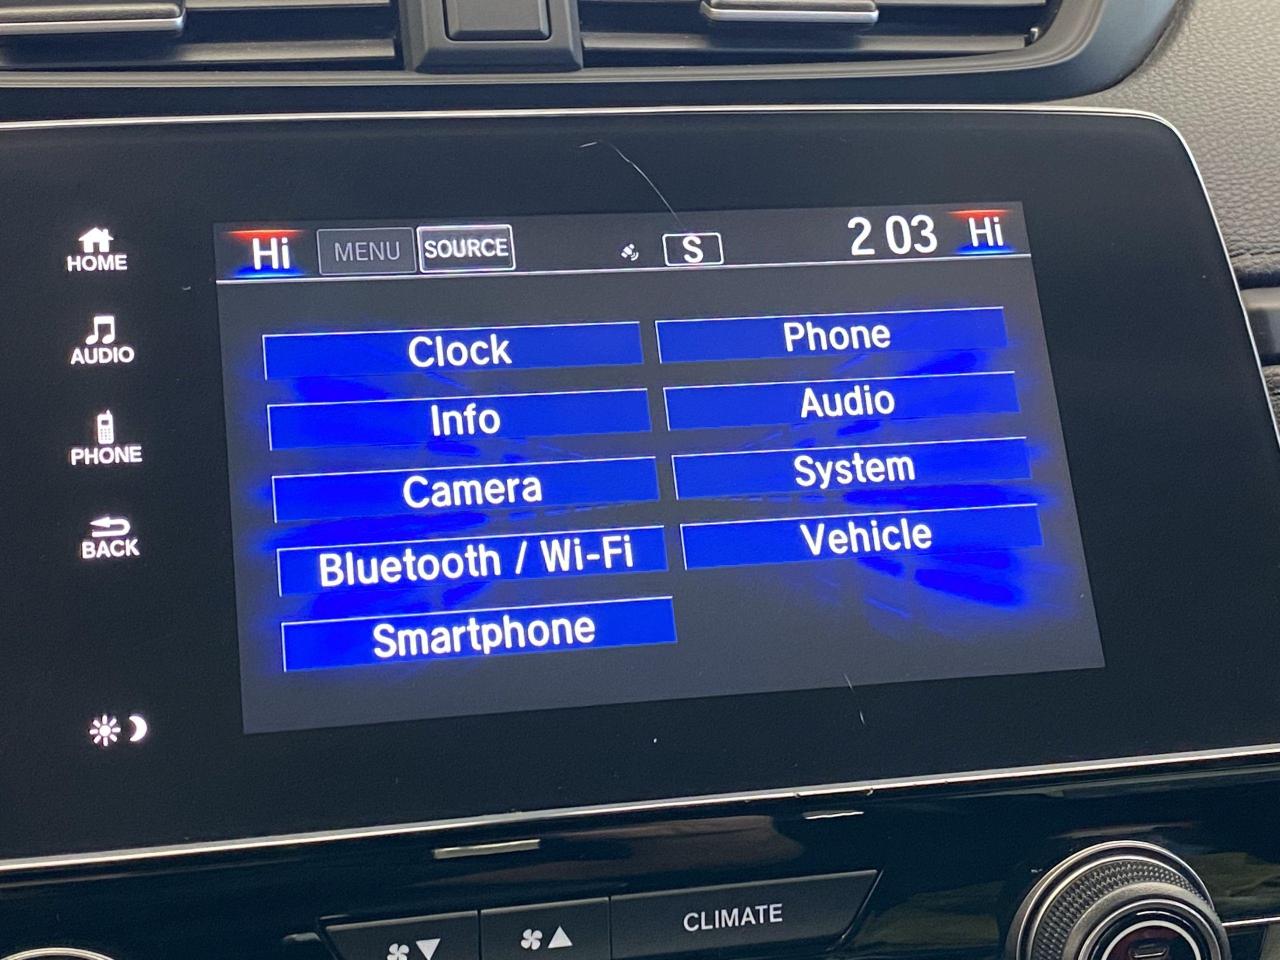 Hi MENU SOURCE S 2 03 Hi
HOME
AUDIO
PHONE
BACK
Clock
Phone
Info
Audio
Camera
System
Bluetooth / Wi-Fi
Vehicle
Smartphone
CLIMATE